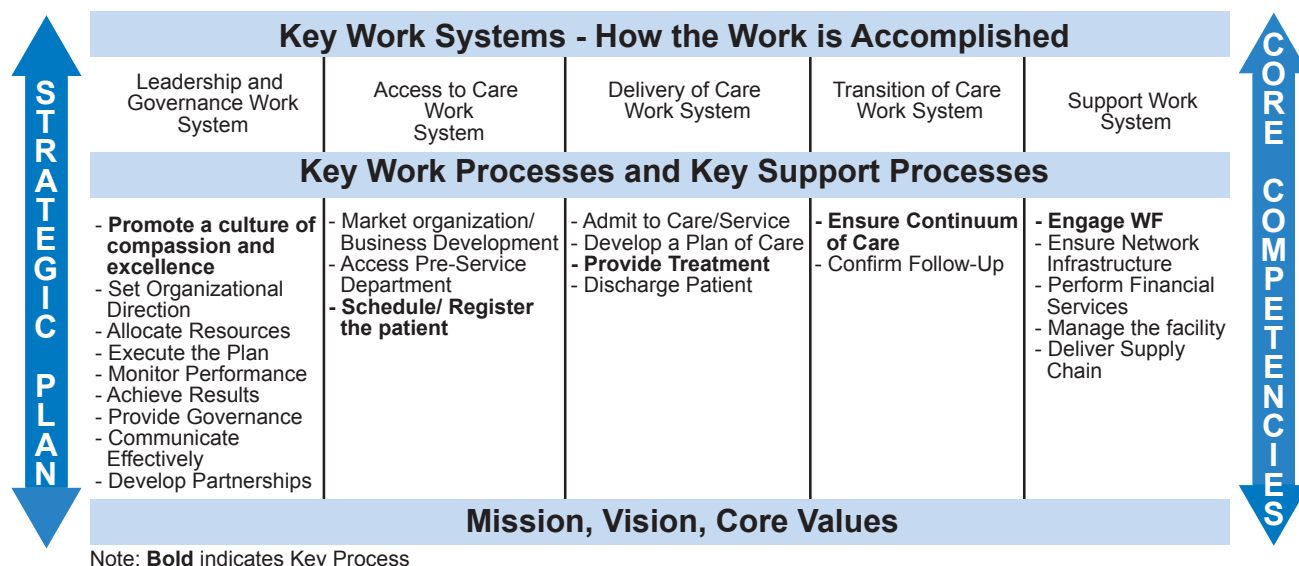 Key Work Systems - How the Work is Accomplished
STRATEGIC PLAN
CORE COMPETENCIES
Leadership and
Governance Work
System
Access to Care
Work
System
Delivery of Care
Work System
Transition of Care
Work System
Support Work
System
Key Work Processes and Key Support Processes
- Promote a culture of
compassion and
excellence
- Set Organizational
Direction
- Allocate Resources
- Execute the Plan
- Monitor Performance
- Achieve Results
- Provide Governance
- Communicate
Effectively
- Develop Partnerships
- Market organization/
Business Development
- Access Pre-Service
Department
- Schedule/ Register
the patient
- Admit to Care/Service
- Develop a Plan of Care
- Provide Treatment
- Discharge Patient
- Ensure Continuum
of Care
- Confirm Follow-Up
- Engage WF
- Ensure Network
Infrastructure
- Perform Financial
Services
- Manage the facility
- Deliver Supply
Chain
Mission, Vision, Core Values
Note: Bold indicates Key Process